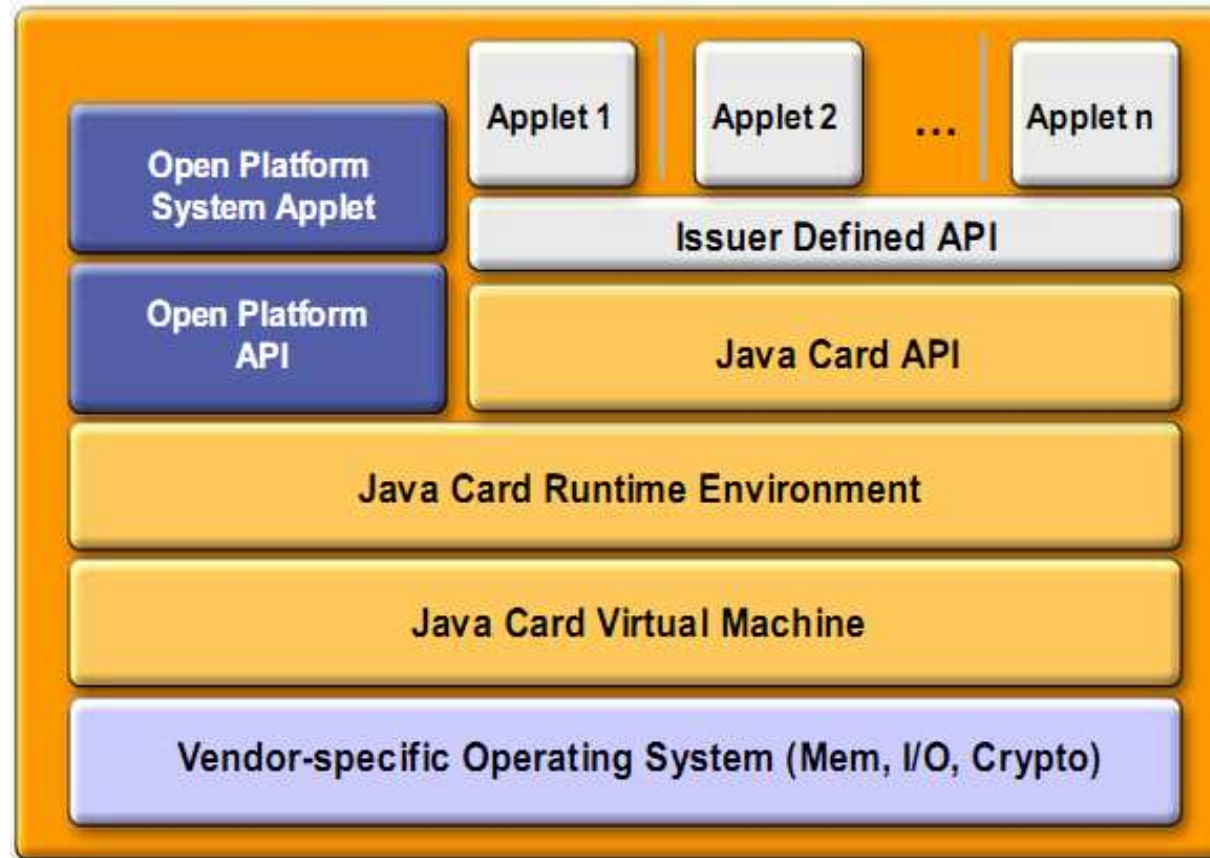 Applet 1
Applet 2
...
Applet n
Open Platform
System Applet
Issuer Defined API
Open Platform
API
Java Card API
Java Card Runtime Environment
Java Card Virtual Machine
Vendor-specific Operating System (Mem, I/O, Crypto)